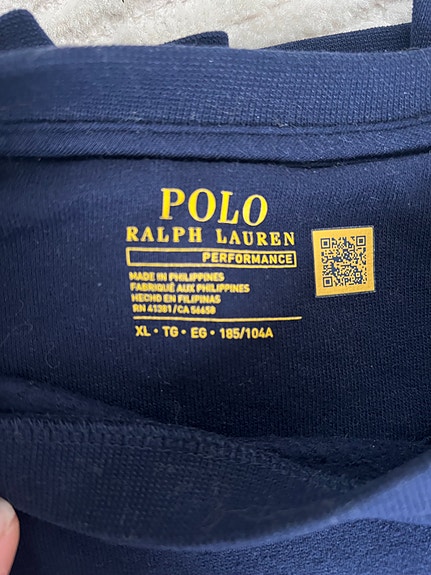 POLO
RALPH LAUREN
PERFORMANCE
MADE IN PHILIPPINES
FABRIQUÉ AUX PHILIPPINES
HECHO EN FILIPINAS
RN 41381/CA 56650
XL • TG • EG • 185/104A